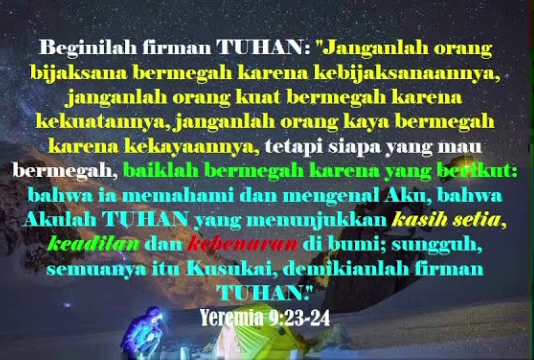 Beginilah firman TUHAN: "Janganlah orang
bijaksana bermegah karena kebijaksanaannya,
janganlah orang kuat bermegah karena
kekuatannya, janganlah orang kaya bermegah
karena kekayaannya, tetapi siapa yang mau
bermegah, baiklah bermegah karena yang berikut:
bahwa ia memahami dan mengenal Aku, bahwa
Akulah TUHAN yang menunjukkan kasih setia,
keadilan dan kebenaran di bumi; sungguh,
semuanya itu Kusukai, demikianlah firman
TUHAN."
Yeremia 9:23-24